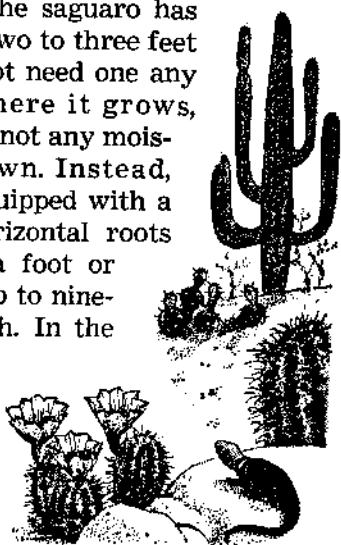 he saguaro has
wo to three feet
ot need one any
here it grows,
not any mois-
wn. Instead,
uipped with a
rizontal roots
a foot or
p to nine-
h. In the